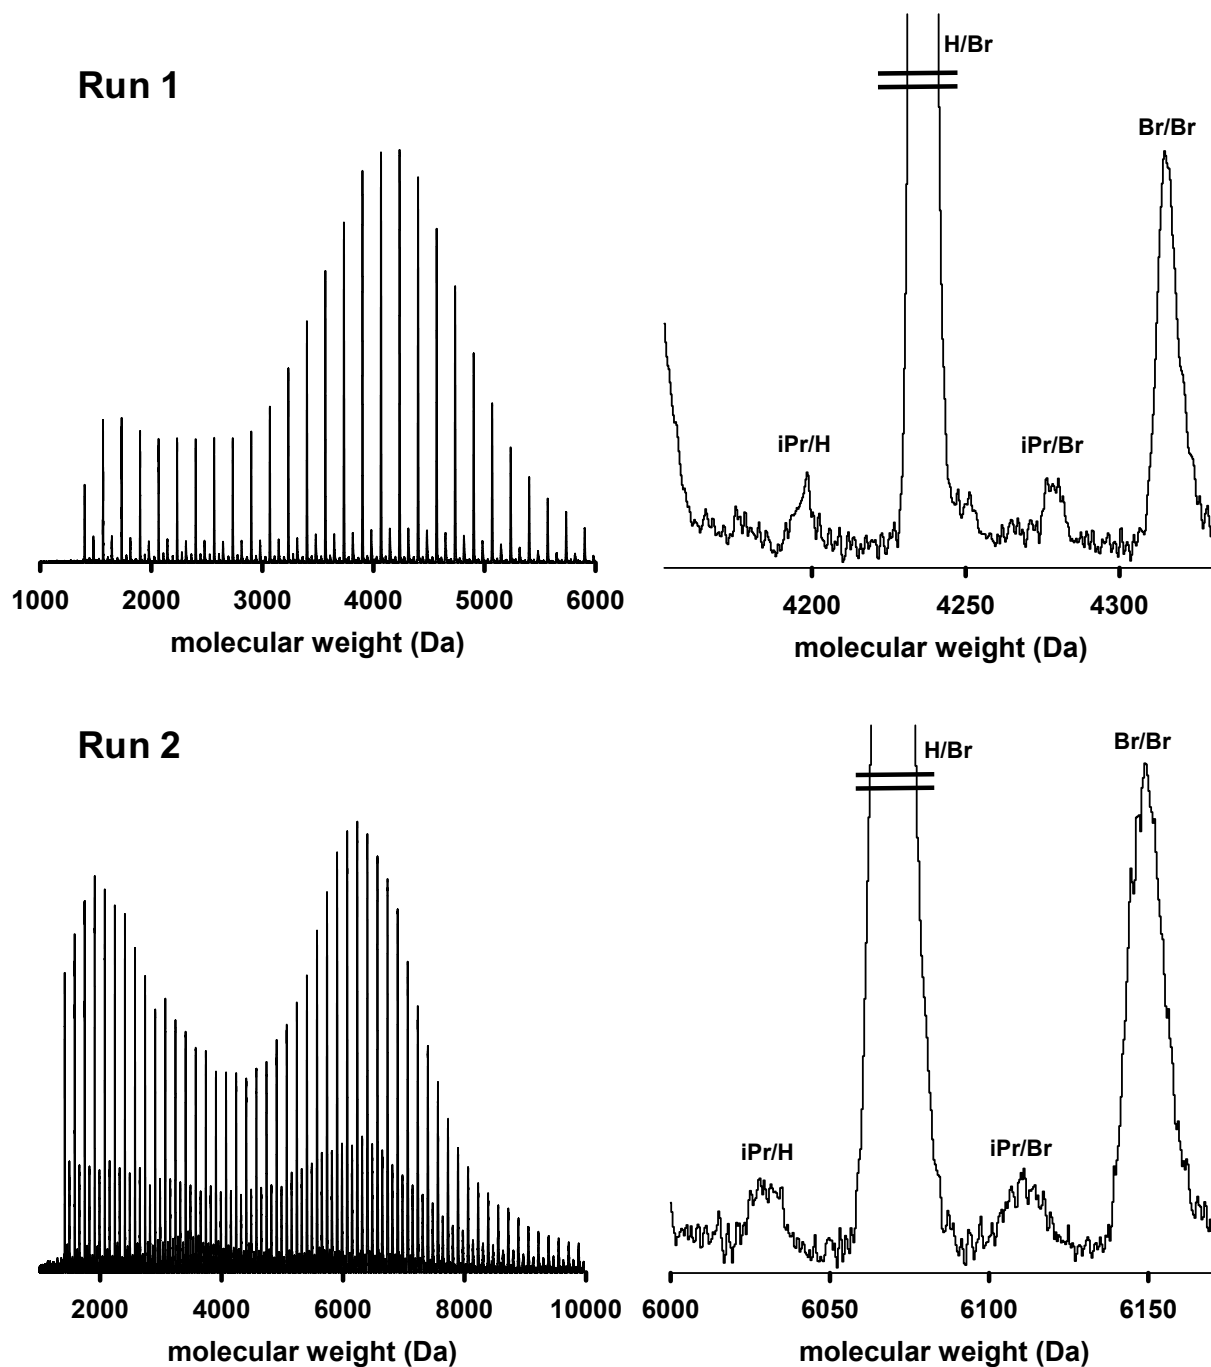 Run 1
H/Br
Br/Br
iPr/H
iPr/Br
1000 2000 3000 4000 5000 6000
molecular weight (Da)
4200 4250 4300
molecular weight (Da)
Run 2
H/Br
Br/Br
iPr/H
iPr/Br
2000 4000 6000 8000 10000
molecular weight (Da)
6000 6050 6100 6150
molecular weight (Da)